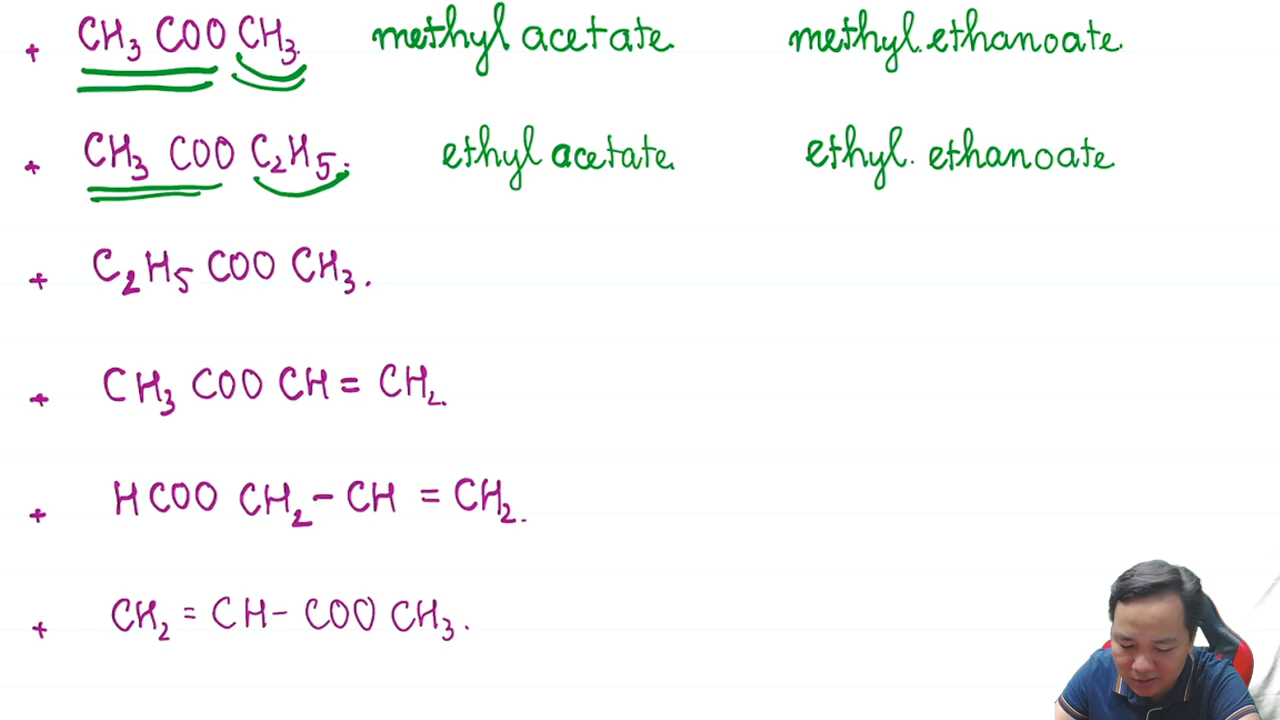 + CH₃ COO CH₃. methyl acetate. methyl. ethanoate.
+ CH₃ COO C₂H₅. ethyl acetate. ethyl. ethanoate
+ C₂H₅ COO CH₃.
+ CH₃ COO CH = CH₂.
+ HCOO CH₂ – CH = CH₂.
+ CH₂ = CH – COO CH₃.